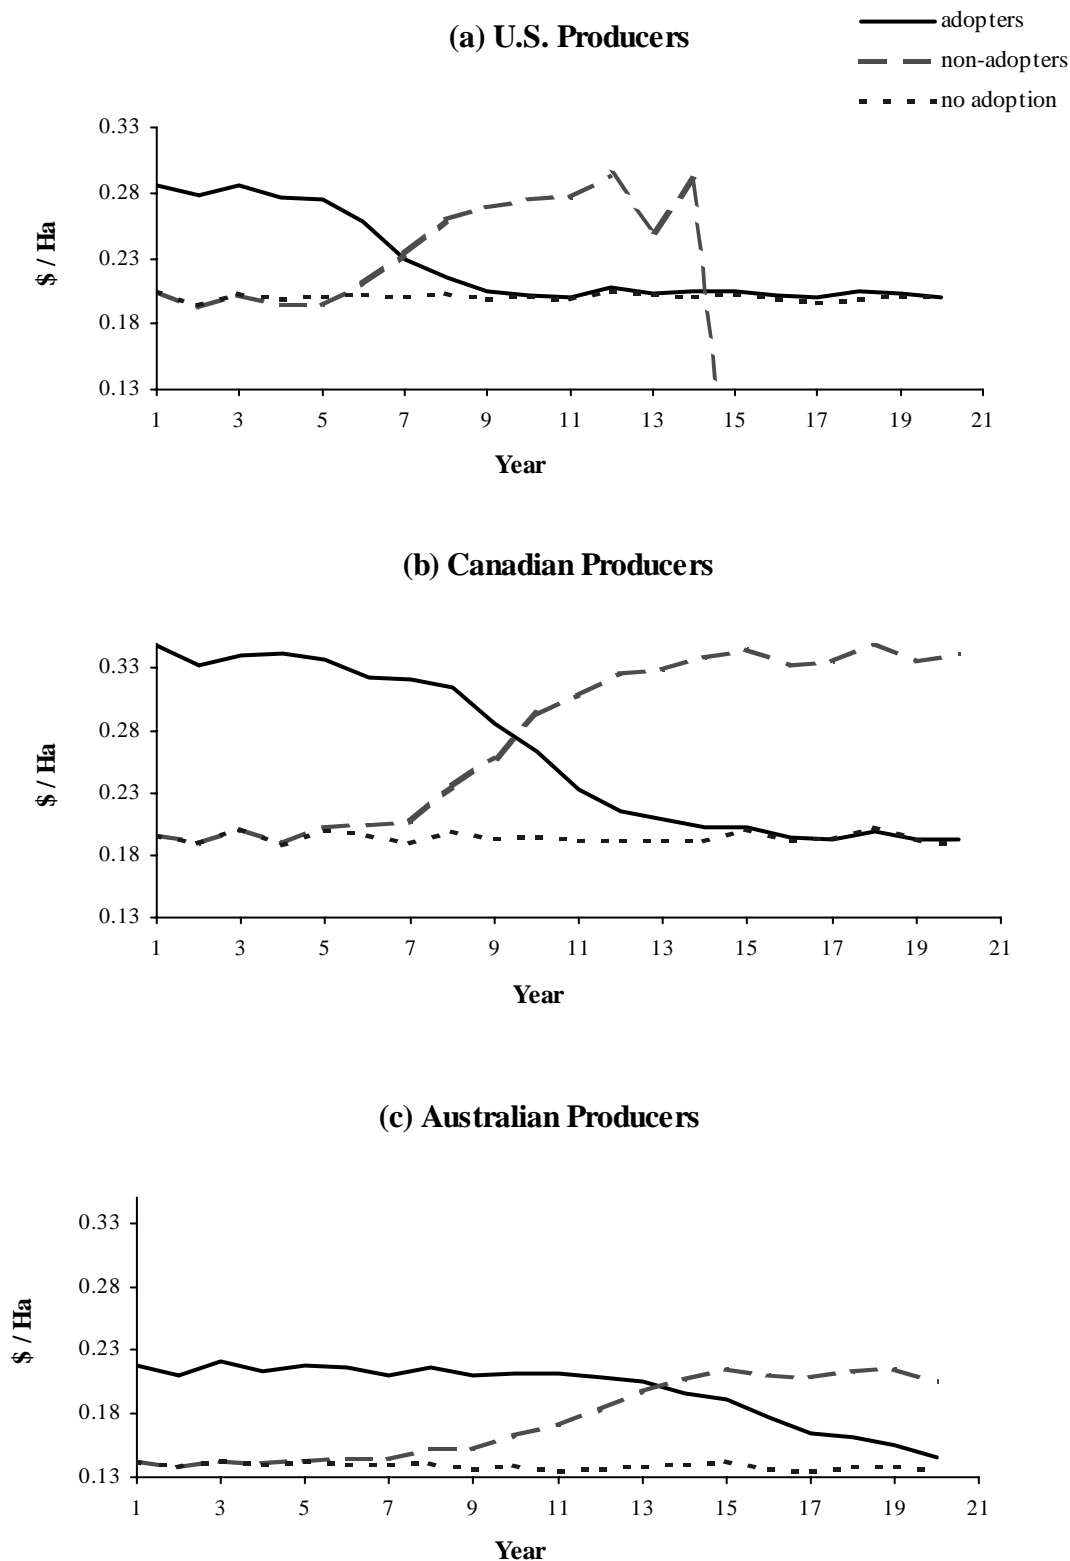 (a) U.S. Producers
adopters
non-adopters
no adoption
0.33
0.28
0.23
0.18
0.13
$ / Ha
1 3 5 7 9 11 13 15 17 19 21
Year
(b) Canadian Producers
0.33
0.28
0.23
0.18
0.13
$ / Ha
1 3 5 7 9 11 13 15 17 19 21
Year
(c) Australian Producers
0.33
0.28
0.23
0.18
0.13
$ / Ha
1 3 5 7 9 11 13 15 17 19 21
Year